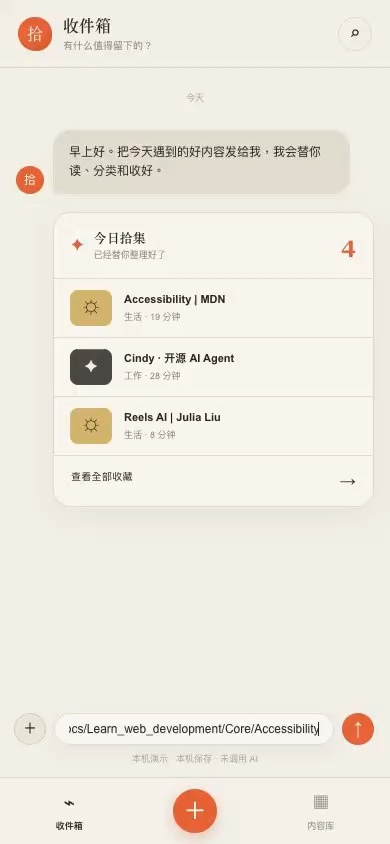 拾
收件箱
有什么值得留下的？
今天
早上好。把今天遇到的好内容发给我，我会替你
读、分类和收好。
拾
今日拾集
已经替你整理好了
4
Accessibility | MDN
生活 · 19 分钟
Cindy · 开源 AI Agent
工作 · 28 分钟
Reels AI | Julia Liu
生活 · 8 分钟
查看全部收藏
ocs/Learn_web_development/Core/Accessibility
本机演示 · 本机保存 · 未调用 AI
收件箱
内容库